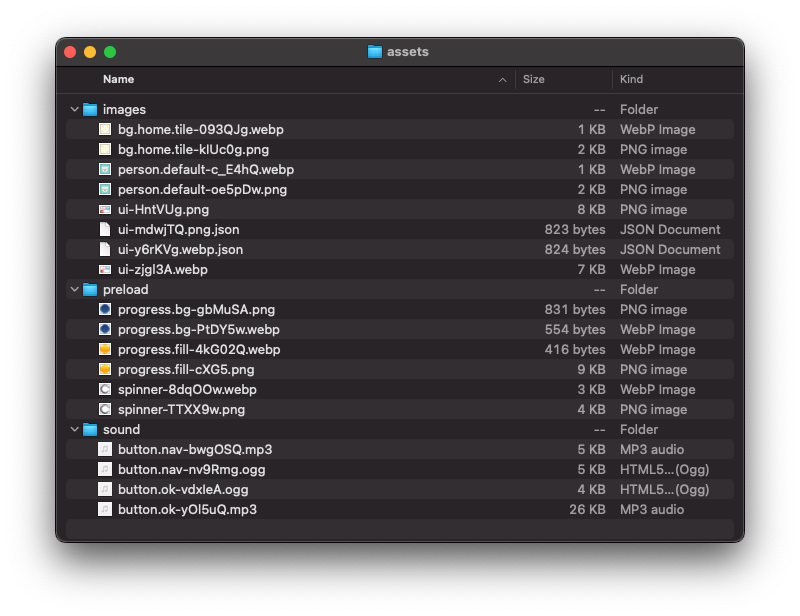 assets
Name Size Kind
images -- Folder
bg.home.tile-093QJg.webp 1 KB WebP Image
bg.home.tile-klUc0g.png 2 KB PNG image
person.default-c_E4hQ.webp 1 KB WebP Image
person.default-oe5pDw.png 2 KB PNG image
ui-HntVUg.png 8 KB PNG image
ui-mdwjTQ.png.json 823 bytes JSON Document
ui-y6rKVg.webp.json 824 bytes JSON Document
ui-zjgI3A.webp 7 KB WebP Image
preload -- Folder
progress.bg-gbMuSA.png 831 bytes PNG image
progress.bg-PtDY5w.webp 554 bytes WebP Image
progress.fill-4kG02Q.webp 416 bytes WebP Image
progress.fill-cXG5.png 9 KB PNG image
spinner-8dqOOw.webp 3 KB WebP Image
spinner-TTXX9w.png 4 KB PNG image
sound -- Folder
button.nav-bwgOSQ.mp3 5 KB MP3 audio
button.nav-nv9Rmg.ogg 5 KB HTML5...(Ogg)
button.ok-vdxleA.ogg 4 KB HTML5...(Ogg)
button.ok-yOl5uQ.mp3 26 KB MP3 audio